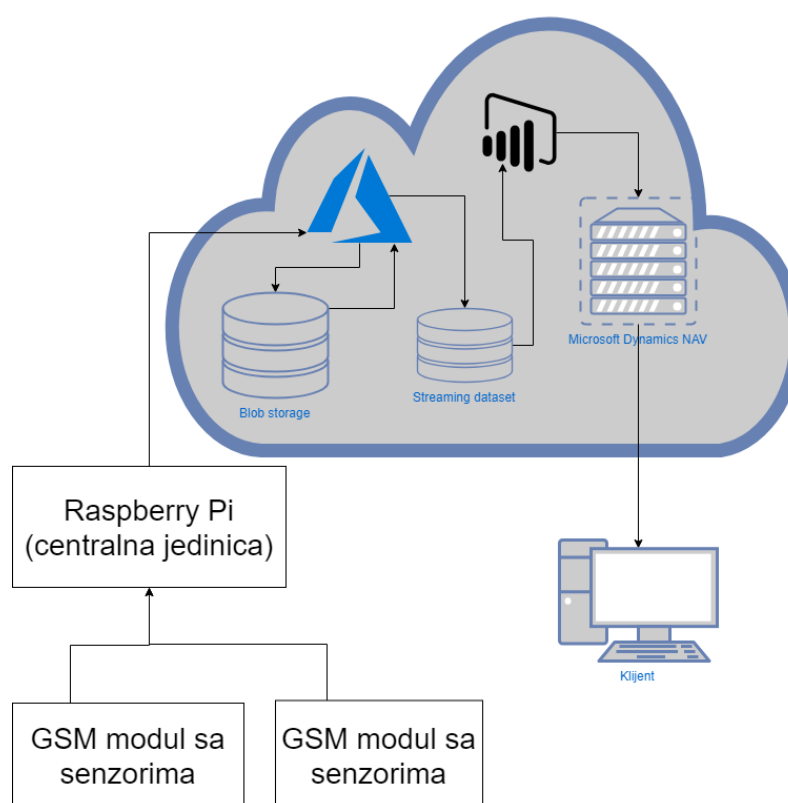 Blob storage
Streaming dataset
Microsoft Dynamics NAV
Raspberry Pi
(centralna jedinica)
Klijent
GSM modul sa
senzorima
GSM modul sa
senzorima